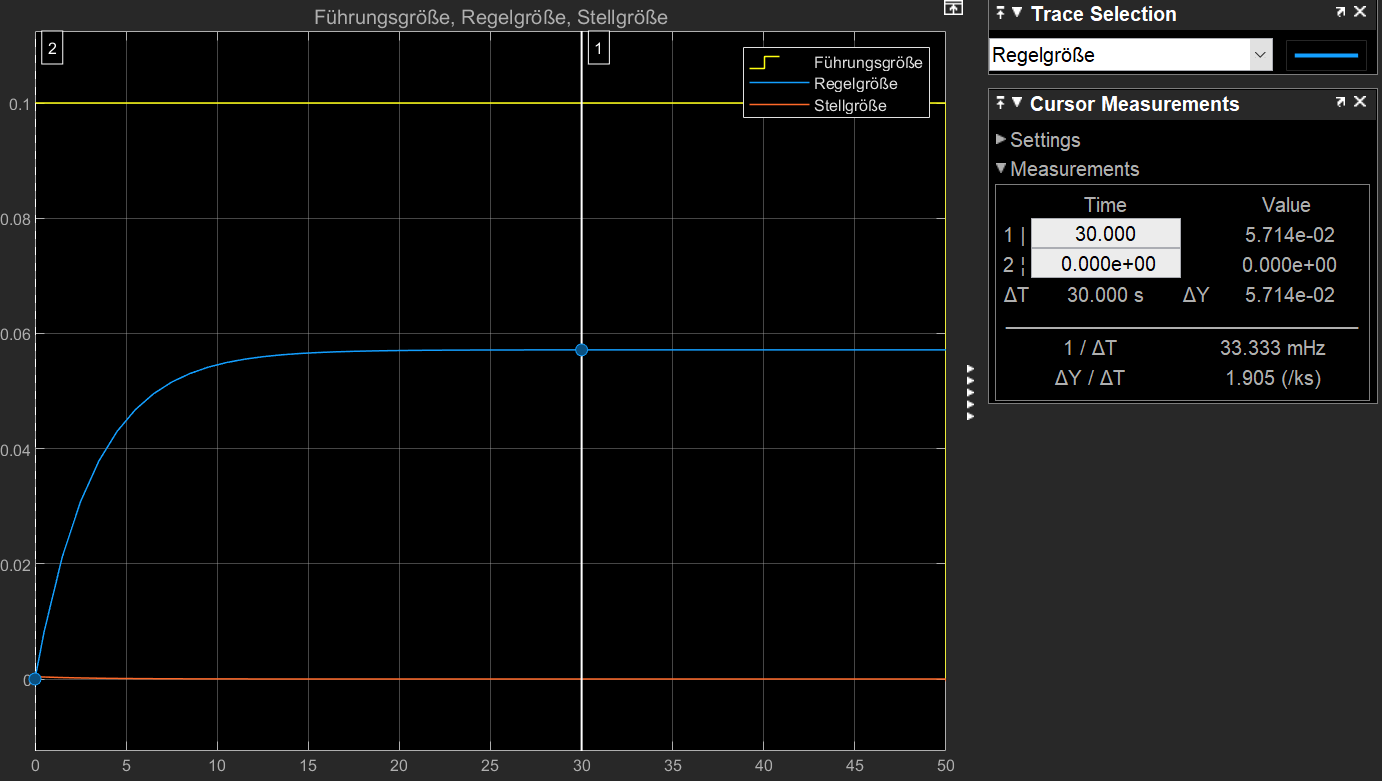 Führungsgröße, Regelgröße, Stellgröße
2
1
Führungsgröße
Regelgröße
Stellgröße
0.1
0.08
0.06
0.04
0.02
0
0 5 10 15 20 25 30 35 40 45 50
Trace Selection
Regelgröße
Cursor Measurements
Settings
Measurements
Time Value
1 | 30.000 5.714e-02
2 ¦ 0.000e+00 0.000e+00
ΔT 30.000 s ΔY 5.714e-02
1 / ΔT 33.333 mHz
ΔY / ΔT 1.905 (/ks)